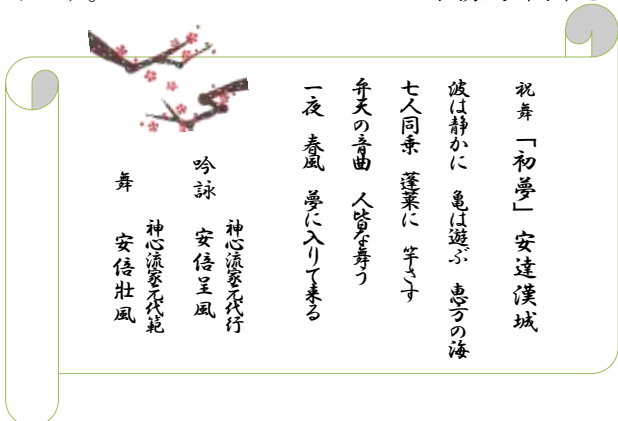 祝舞「初夢」安達漢城
波は静かに 亀は遊ぶ 恵方の海
七人同乗 蓬莱に 竿さす
弁天の音曲 人皆な舞う
一夜 春風 夢に入りて来る
神心流家元代行
吟詠 安倍呈風
神心流家元代範
舞 安倍壮風